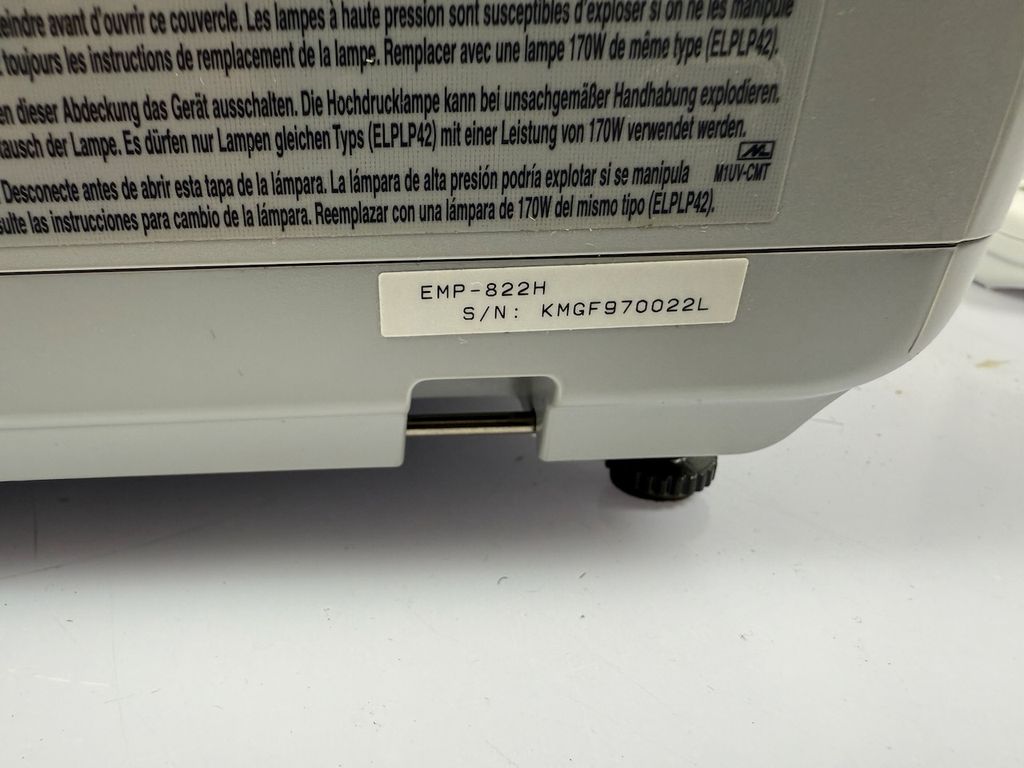 eindre avant d'ouvrir ce couvercle. Les lampes à haute pression sont susceptibles d'exploser si on ne les manipule
toujours les instructions de remplacement de la lampe. Remplacer avec une lampe 170W de même type (ELPLP42).
en dieser Abdeckung das Gerät ausschalten. Die Hochdrucklampe kann bei unsachgemäßer Handhabung explodieren.
ausch der Lampe. Es dürfen nur Lampen gleichen Typs (ELPLP42) mit einer Leistung von 170W verwendet werden.
Desconecte antes de abrir esta tapa de la lámpara. La lámpara de alta presión podría explotar si se manipula
M1UV-CMT
sulte las instrucciones para cambio de la lámpara. Reemplazar con una lámpara de 170W del mismo tipo (ELPLP42).
EMP-822H
S/N: KMGF970022L